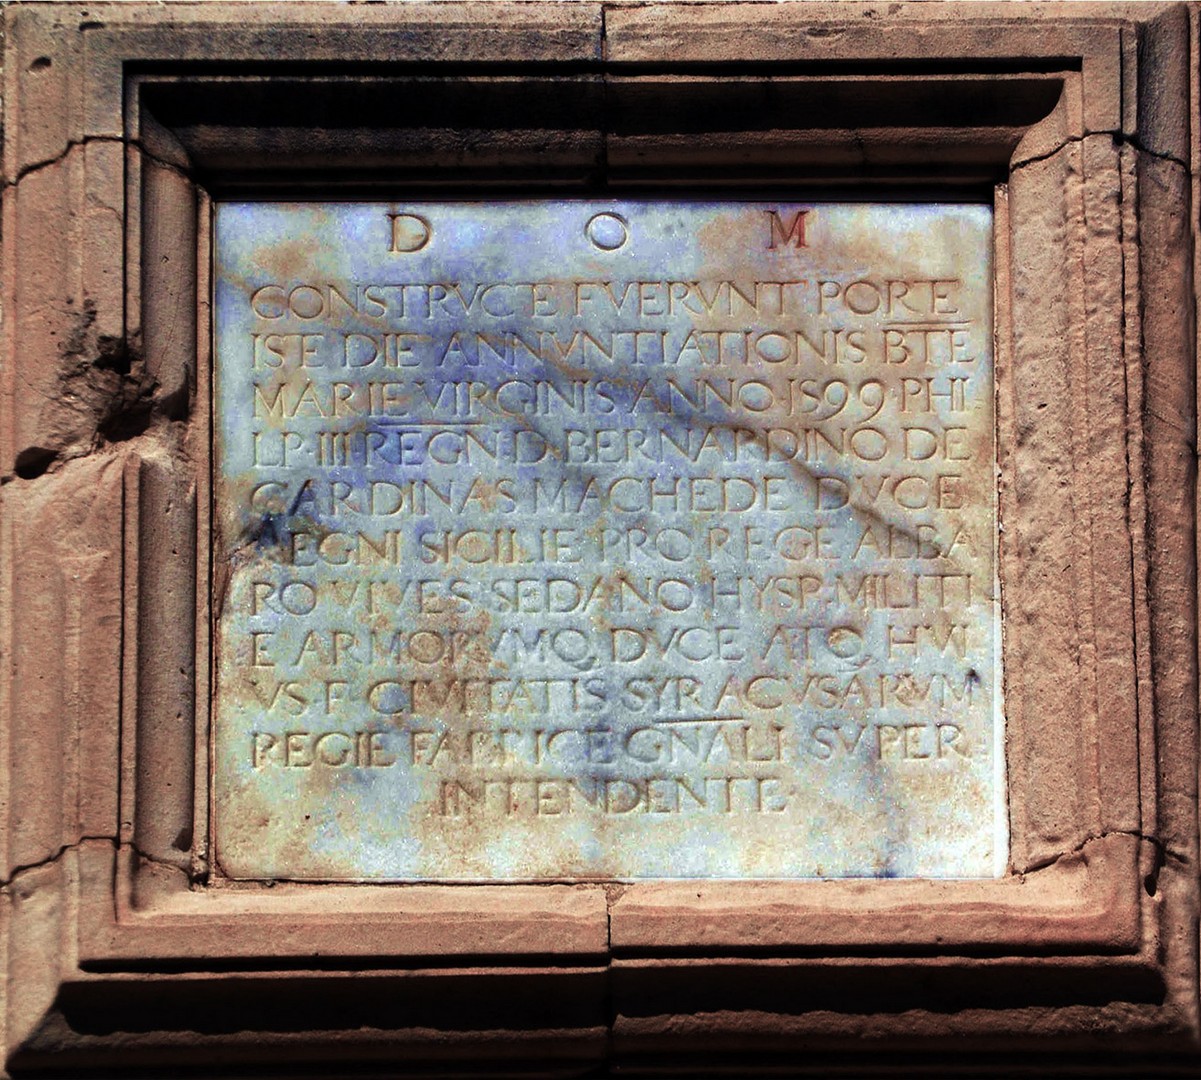 D O M
CONSTRVCTE FVERVNT PORTE
ISTE DIE ANNVNTIATIONIS BTE
MARIE VIRGINIS ANNO 1599 PHI
LP·III·REGN·D·BERNARDINO DE
CARDINAS MACHEDE DVCE
REGNI SICILIE PRO REGE ALBA
RO VIVES SEDANO HYSP·MILITI
E ARMORVMQ DVCE ATQ HVI
VS·F·CIVITATIS SYRACVSARVM
REGIE FABRICE GNALI SVPER
INTENDENTE